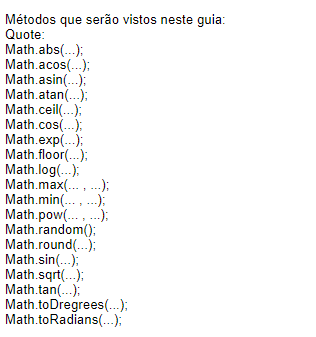 Métodos que serão vistos neste guia:
Quote:
Math.abs(...);
Math.acos(...);
Math.asin(...);
Math.atan(...);
Math.ceil(...);
Math.cos(...);
Math.exp(...);
Math.floor(...);
Math.log(...);
Math.max(... , ...);
Math.min(... , ...);
Math.pow(... , ...);
Math.random();
Math.round(...);
Math.sin(...);
Math.sqrt(...);
Math.tan(...);
Math.toDregrees(...);
Math.toRadians(...);